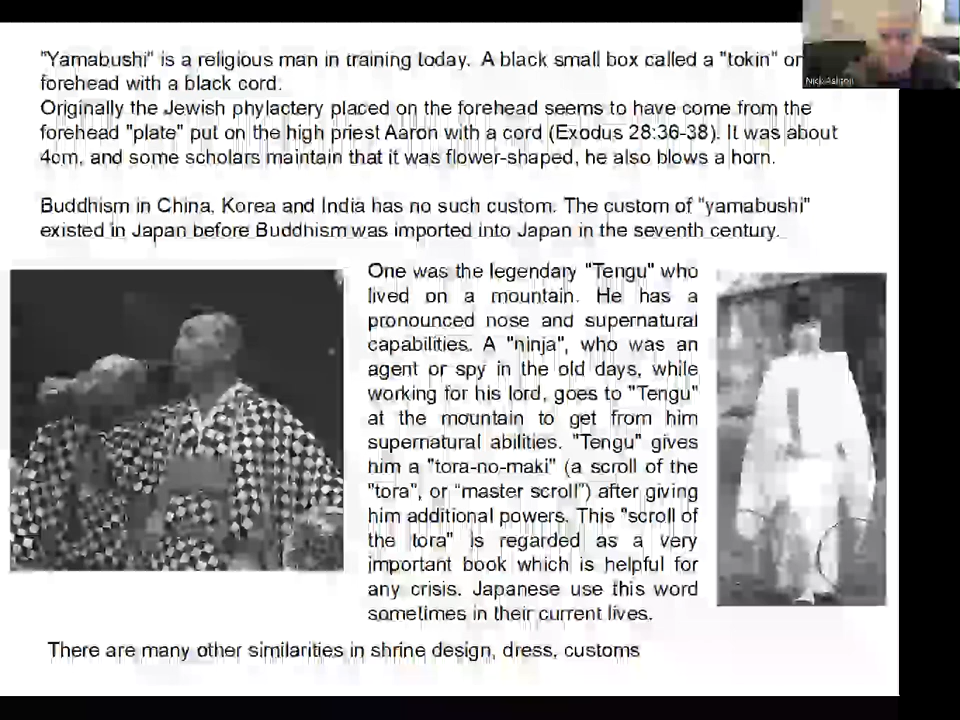 "Yamabushi" is a religious man in training today. A black small box called a "tokin" on
forehead with a black cord.
Originally the Jewish phylactery placed on the forehead seems to have come from the
forehead "plate" put on the high priest Aaron with a cord (Exodus 28:36-38). It was about
4cm, and some scholars maintain that it was flower-shaped, he also blows a horn.
Buddhism in China, Korea and India has no such custom. The custom of "yamabushi"
existed in Japan before Buddhism was imported into Japan in the seventh century.
One was the legendary "Tengu" who
lived on a mountain. He has a
pronounced nose and supernatural
capabilities. A "ninja", who was an
agent or spy in the old days, while
working for his lord, goes to "Tengu"
at the mountain to get from him
supernatural abilities. "Tengu" gives
him a "tora-no-maki" (a scroll of the
"tora", or "master scroll") after giving
him additional powers. This "scroll of
the tora" is regarded as a very
important book which is helpful for
any crisis. Japanese use this word
sometimes in their current lives.
There are many other similarities in shrine design, dress, customs